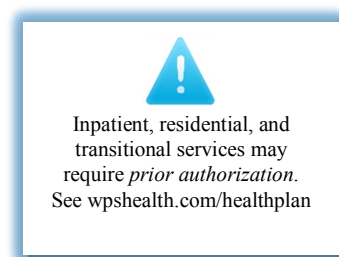 Inpatient, residential, and
transitional services may
require prior authorization.
See wpshealth.com/healthplan